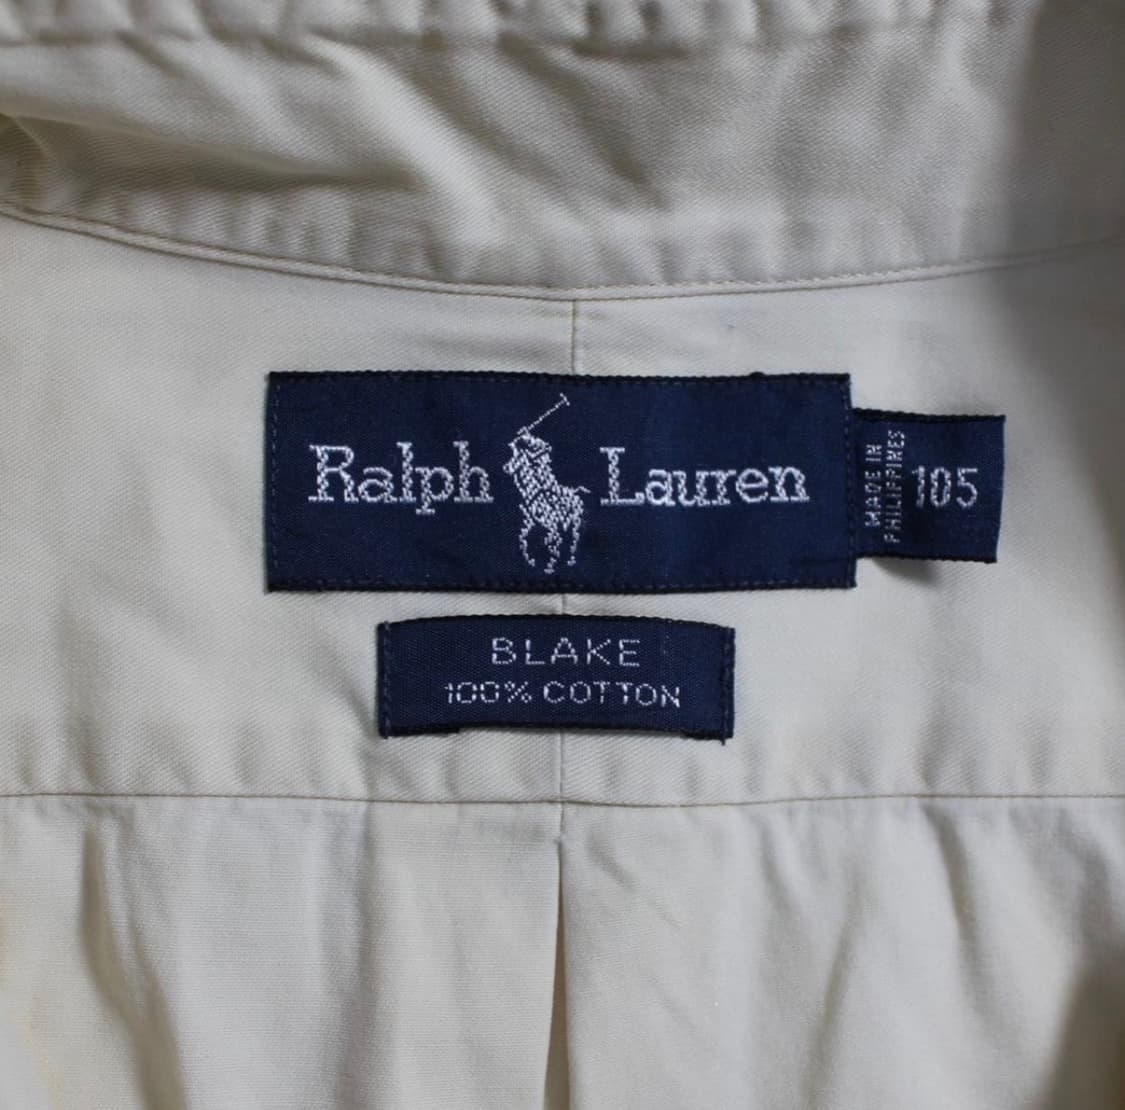 Ralph Lauren
MADE IN
PHILIPPINES
105
BLAKE
100% COTTON